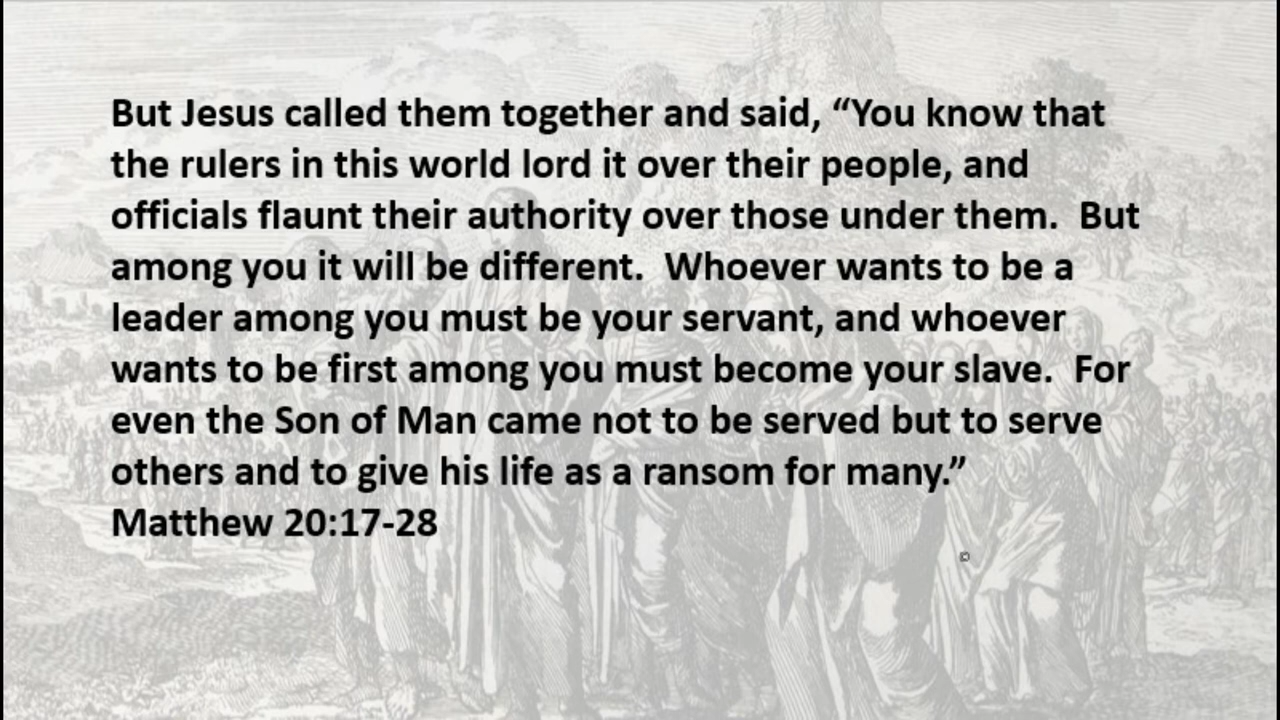 But Jesus called them together and said, “You know that
the rulers in this world lord it over their people, and
officials flaunt their authority over those under them.  But
among you it will be different.  Whoever wants to be a
leader among you must be your servant, and whoever
wants to be first among you must become your slave.  For
even the Son of Man came not to be served but to serve
others and to give his life as a ransom for many.”
Matthew 20:17-28
©